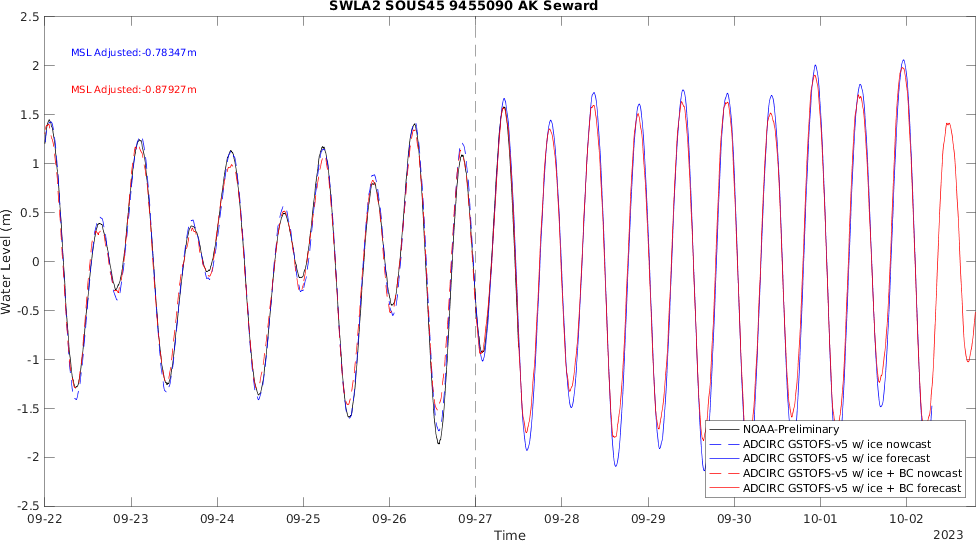 SWLA2 SOUS45 9455090 AK Seward
MSL Adjusted:-0.78347m
MSL Adjusted:-0.87927m
2.5
2
1.5
1
0.5
0
-0.5
-1
-1.5
-2
-2.5
Water Level (m)
NOAA-Preliminary
ADCIRC GSTOFS-v5 w/ ice nowcast
ADCIRC GSTOFS-v5 w/ ice forecast
ADCIRC GSTOFS-v5 w/ ice + BC nowcast
ADCIRC GSTOFS-v5 w/ ice + BC forecast
09-22 09-23 09-24 09-25 09-26 09-27 09-28 09-29 09-30 10-01 10-02
Time
2023